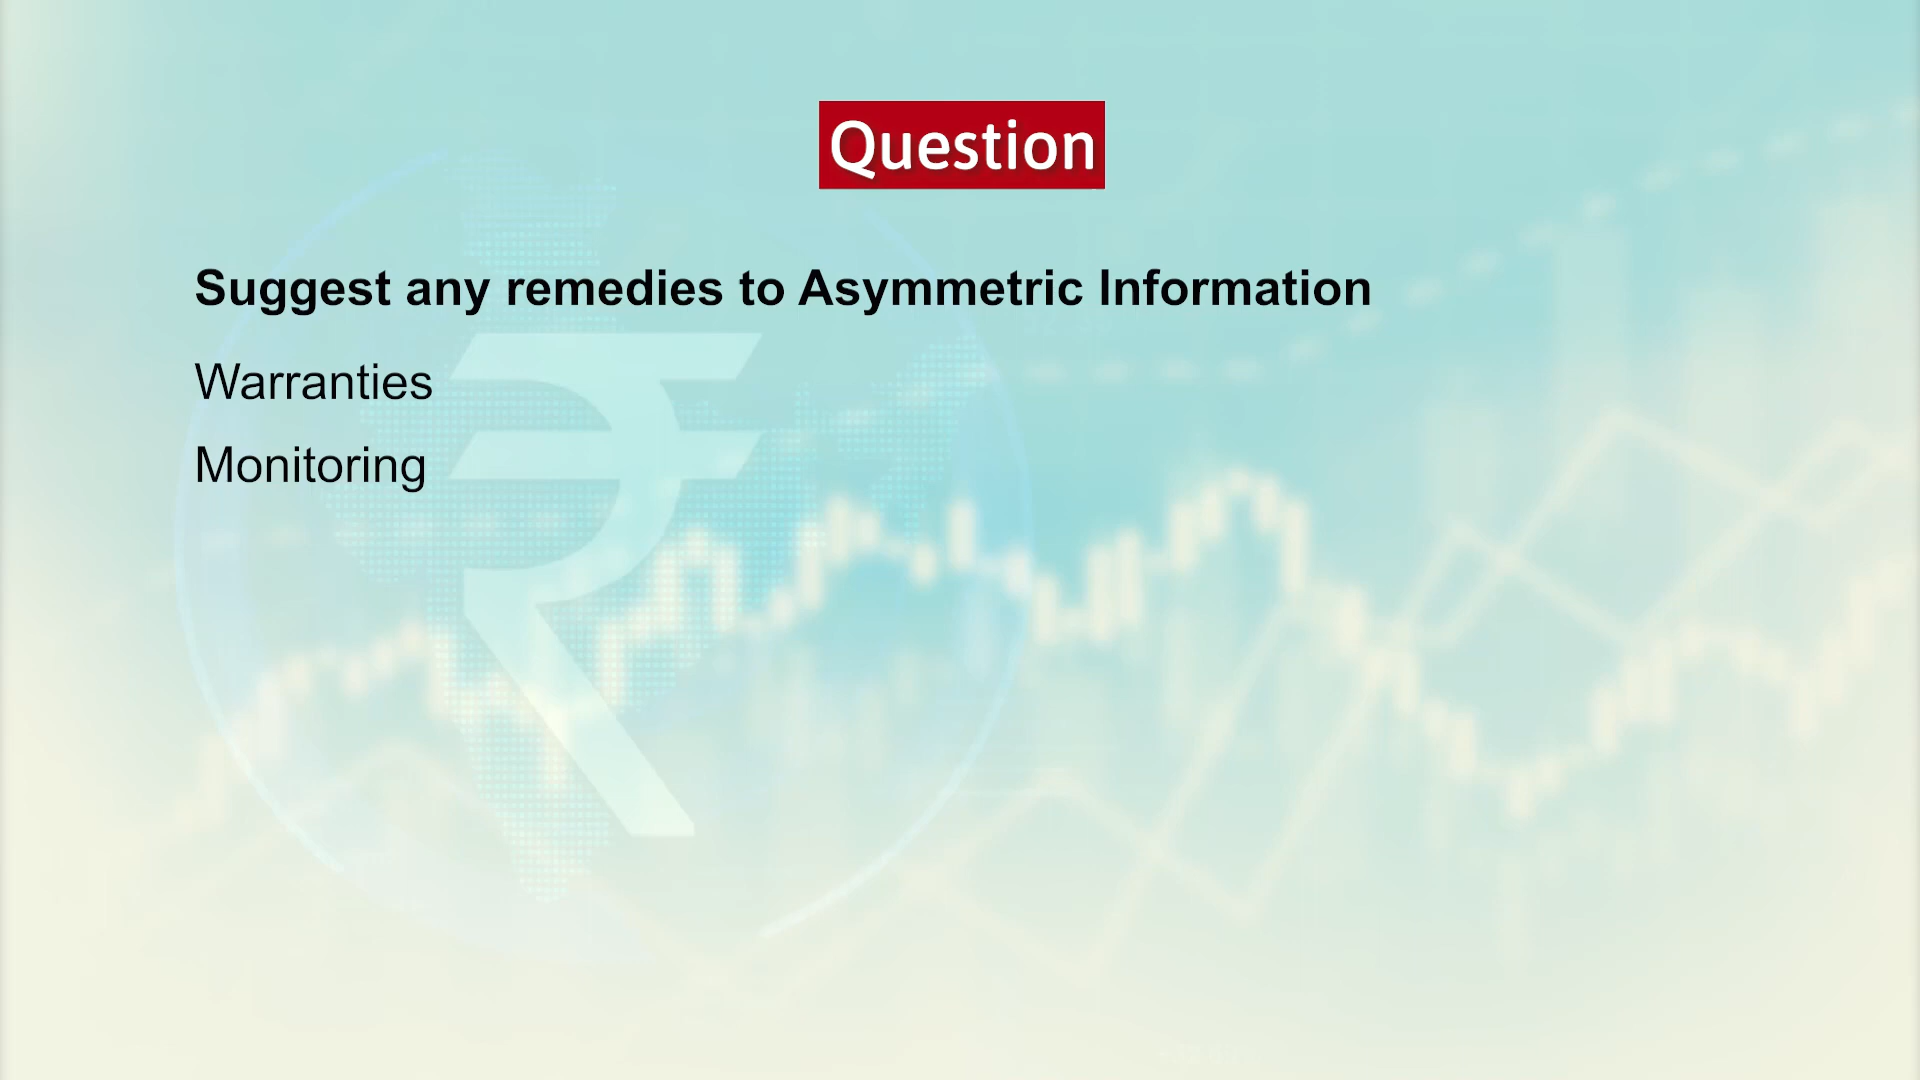 Question
Suggest any remedies to Asymmetric Information
Warranties
Monitoring